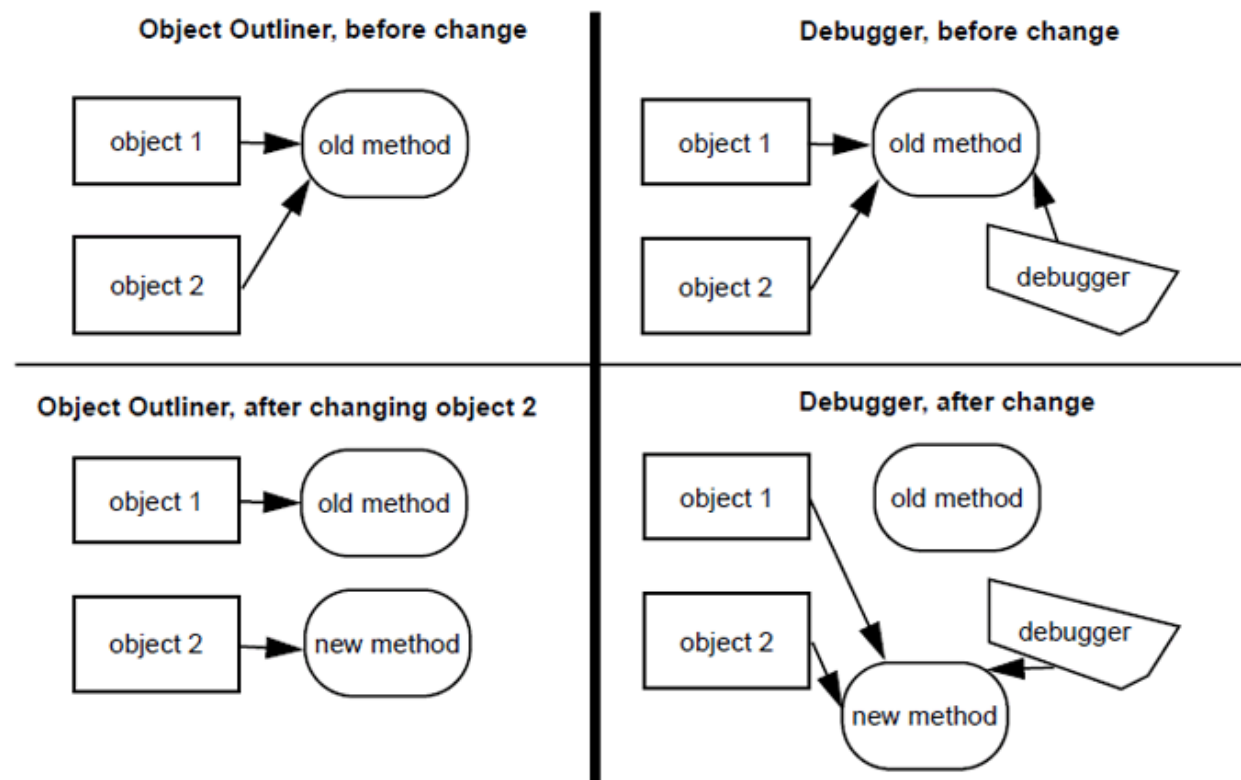 Object Outliner, before change
object 1
old method
object 2
Debugger, before change
object 1
old method
object 2
debugger
Object Outliner, after changing object 2
object 1
old method
object 2
new method
Debugger, after change
object 1
old method
object 2
debugger
new method